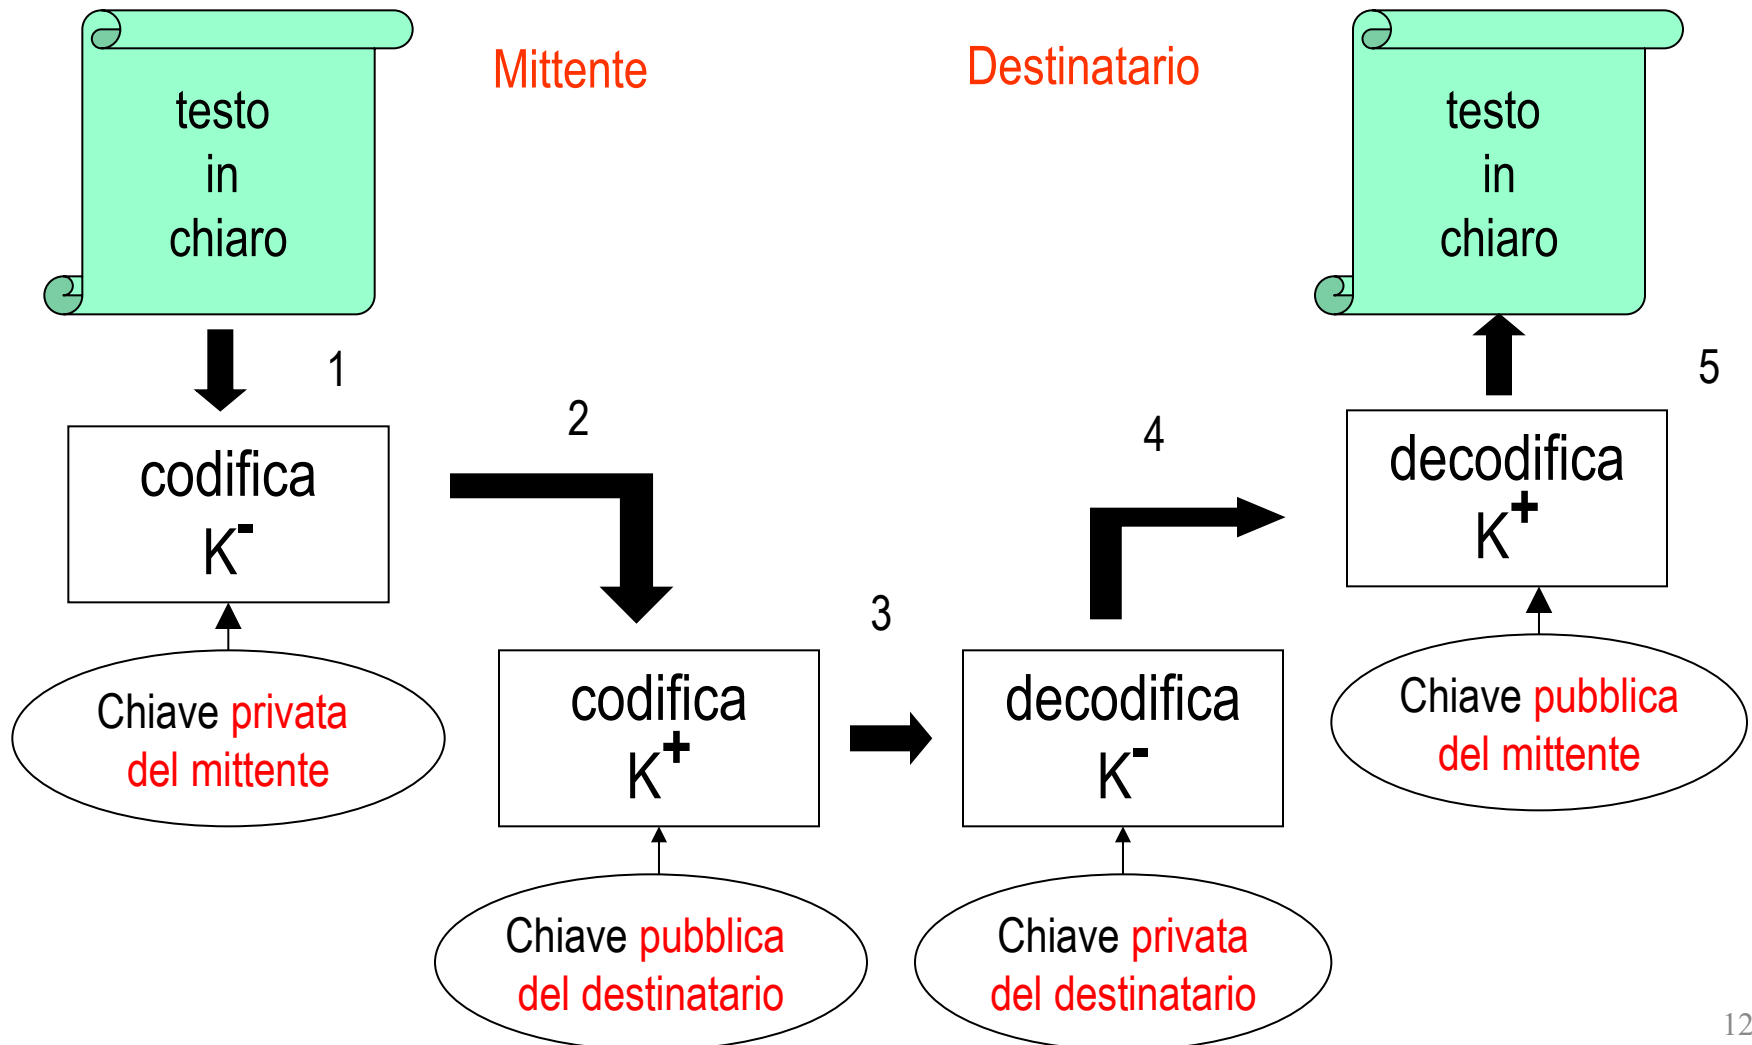 Mittente
Destinatario
testo
in
chiaro
1
codifica
K-
Chiave privata
del mittente
2
codifica
K+
Chiave pubblica
del destinatario
3
decodifica
K-
Chiave privata
del destinatario
4
decodifica
K+
Chiave pubblica
del mittente
5
testo
in
chiaro
12